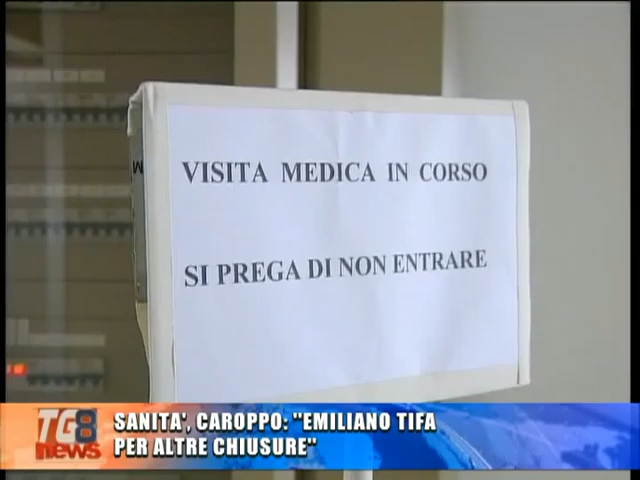 VISITA MEDICA IN CORSO
SI PREGA DI NON ENTRARE
TG8 news
SANITA', CAROPPO: "EMILIANO TIFA
PER ALTRE CHIUSURE"